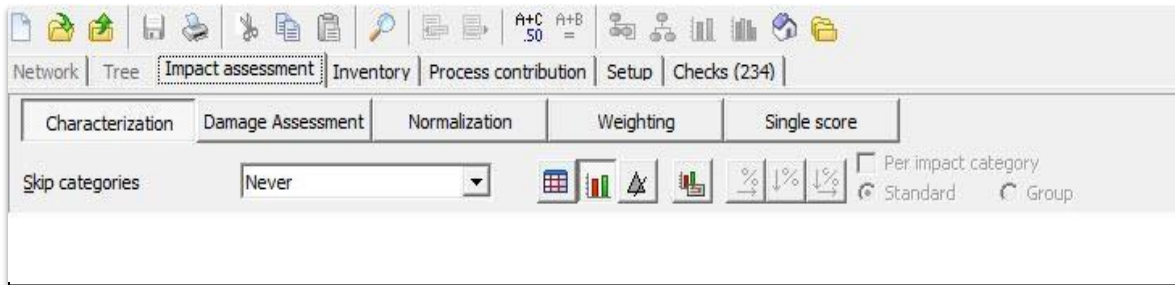 A+C .50 A+B =
Network Tree Impact assessment Inventory Process contribution Setup Checks (234)
Characterization Damage Assessment Normalization Weighting Single score
Skip categories Never % ↓% ↓% Per impact category
Standard Group